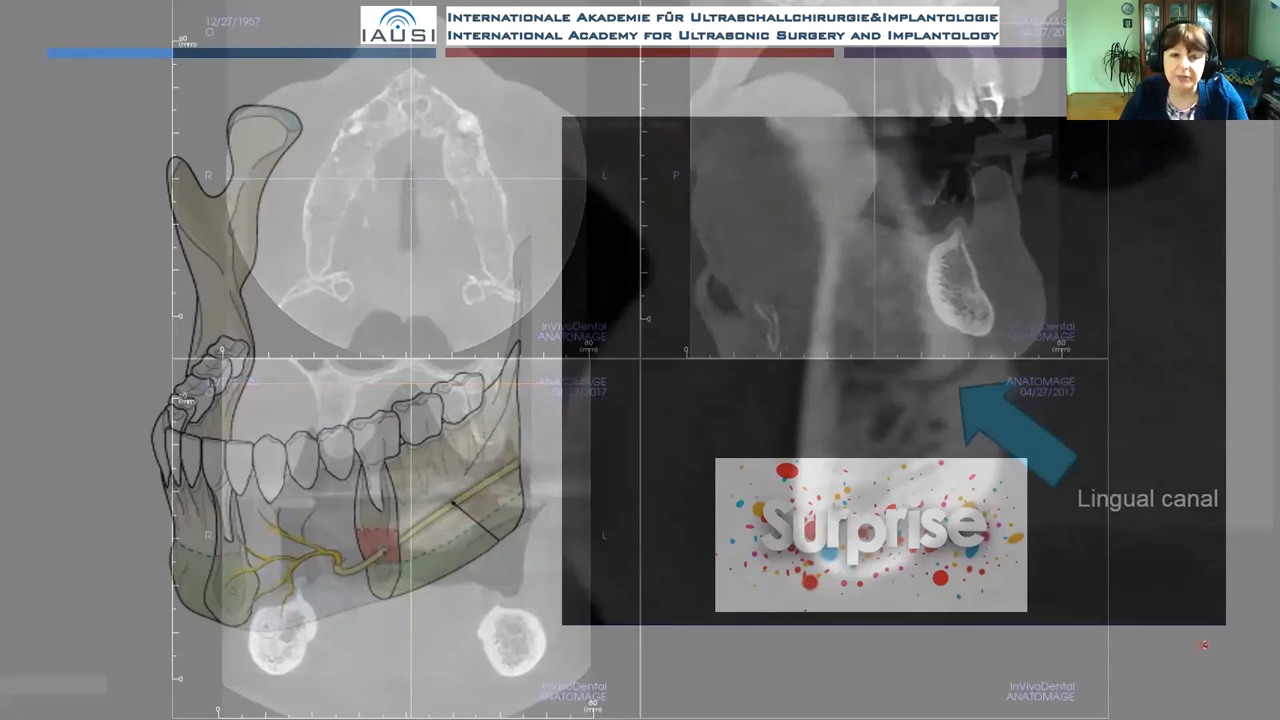 12/27/1957
O
IAUSI
INTERNATIONALE AKADEMIE FÜR ULTRASCHALLCHIRURGIE&IMPLANTOLOGIE
INTERNATIONAL ACADEMY FOR ULTRASONIC SURGERY AND IMPLANTOLOGY
R
L
P
A
InVivoDental
ANATOMAGE
InVivoDental
ANATOMAGE
ANATOMAGE
ANATOMAGE
04/27/2017
Lingual canal
Surprise
R
L
InVivoDental
ANATOMAGE
InVivoDental
ANATOMAGE